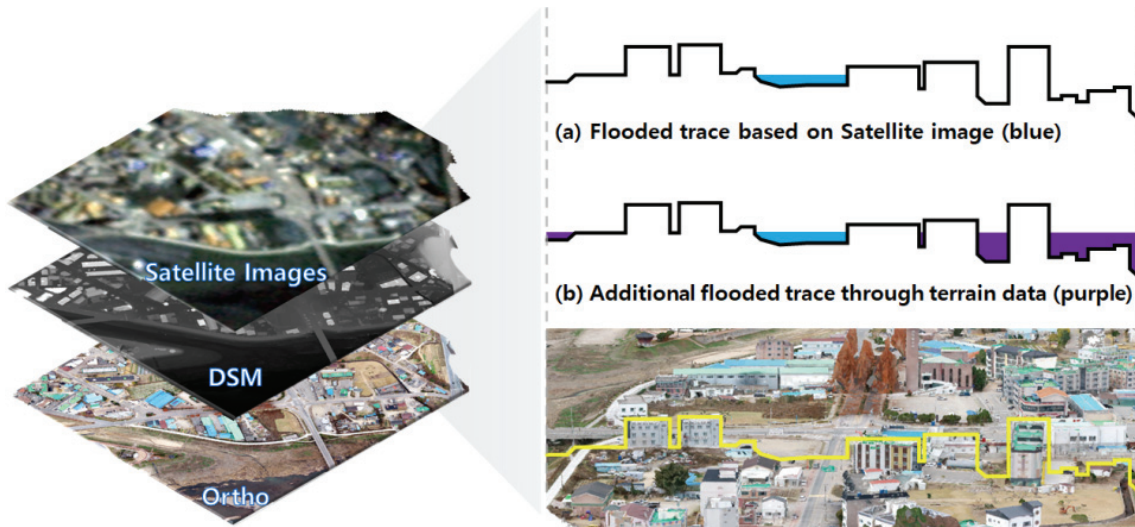 Satellite Images
DSM
Ortho
(a) Flooded trace based on Satellite image (blue)
(b) Additional flooded trace through terrain data (purple)